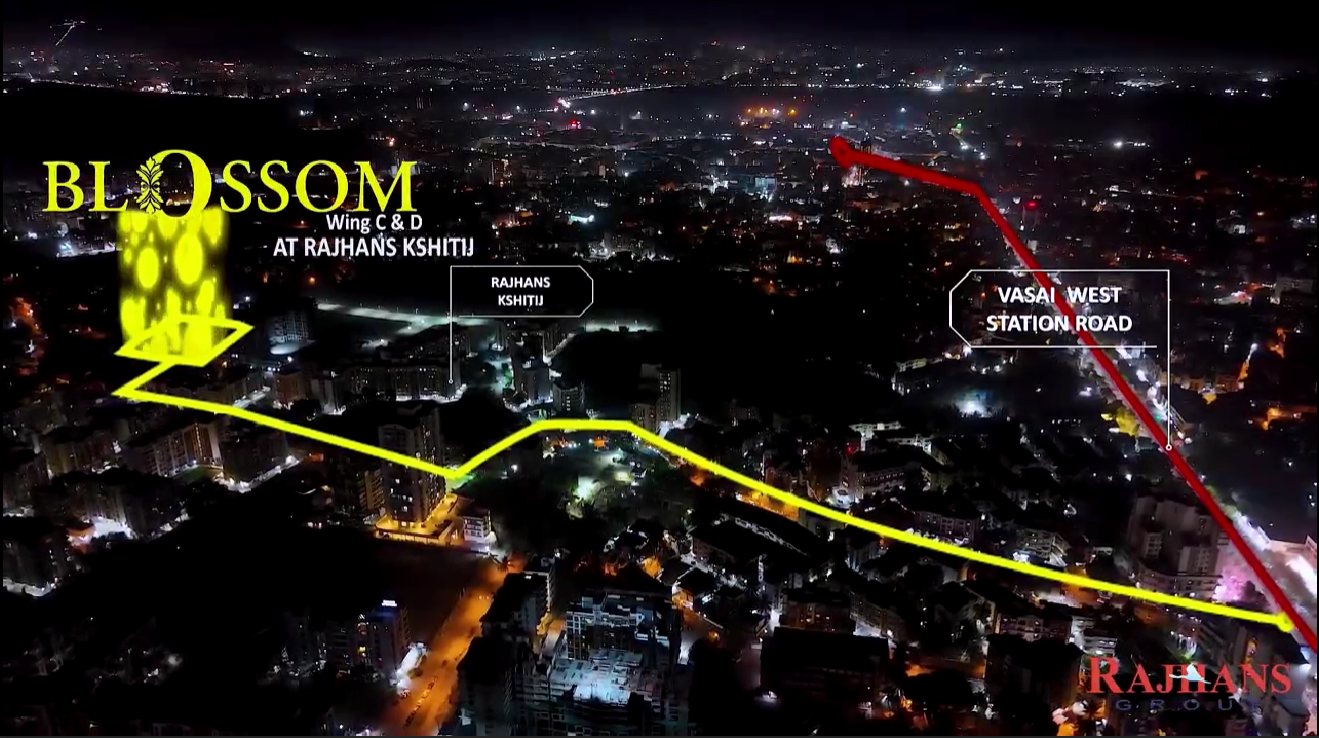 BLOSSOM
Wing C & D
AT RAJHANS KSHITIJ
RAJHANS
KSHITIJ
VASAI WEST
STATION ROAD
RAJHANS
GROUP